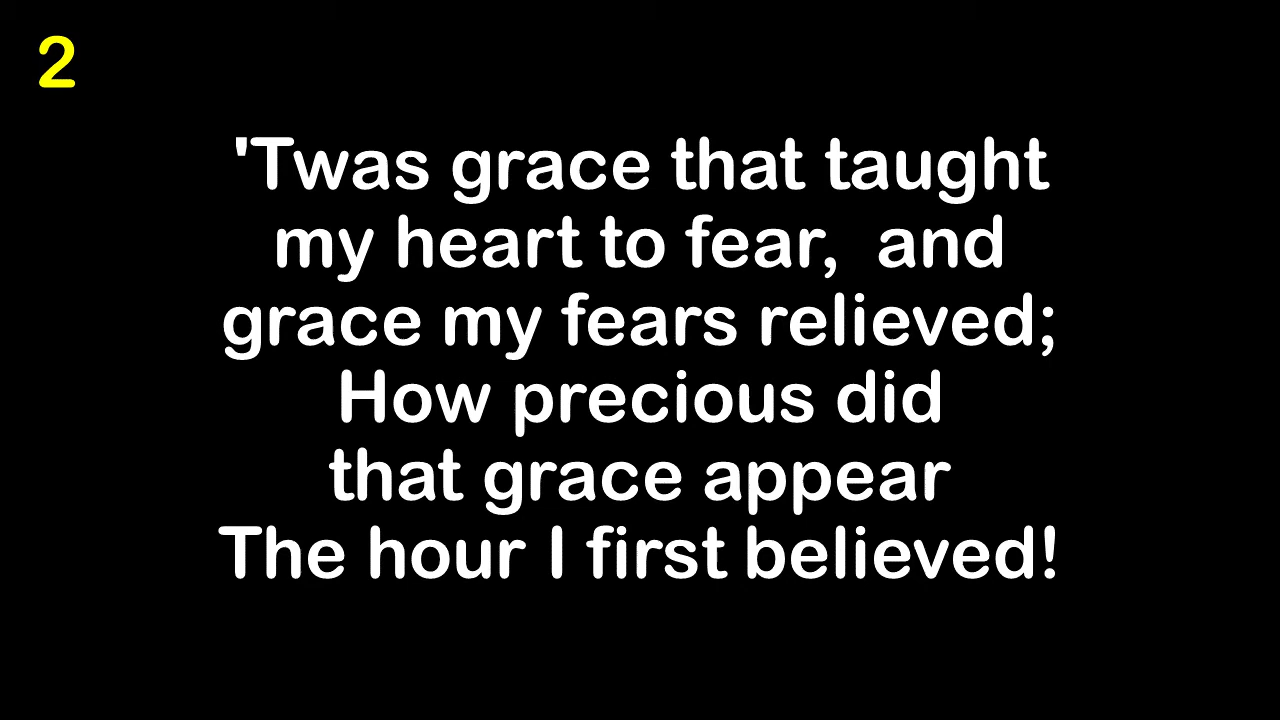 2
'Twas grace that taught
my heart to fear,  and
grace my fears relieved;
How precious did
that grace appear
The hour I first believed!